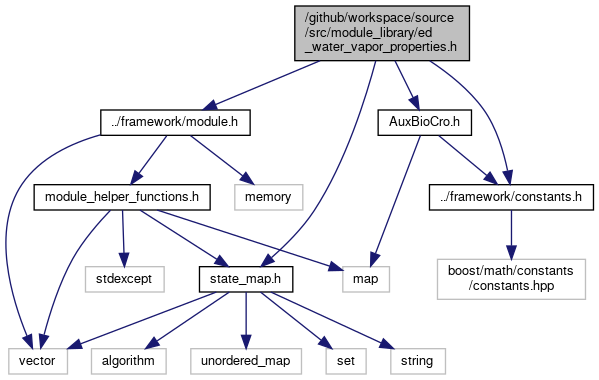 /github/workspace/source
/src/module_library/ed
_water_vapor_properties.h
../framework/module.h
AuxBioCro.h
module_helper_functions.h
memory
../framework/constants.h
stdexcept
state_map.h
map
boost/math/constants
/constants.hpp
vector
algorithm
unordered_map
set
string